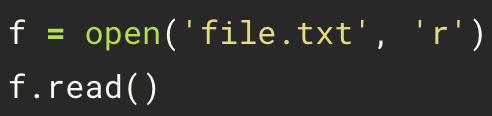 f = open('file.txt', 'r')
f.read()